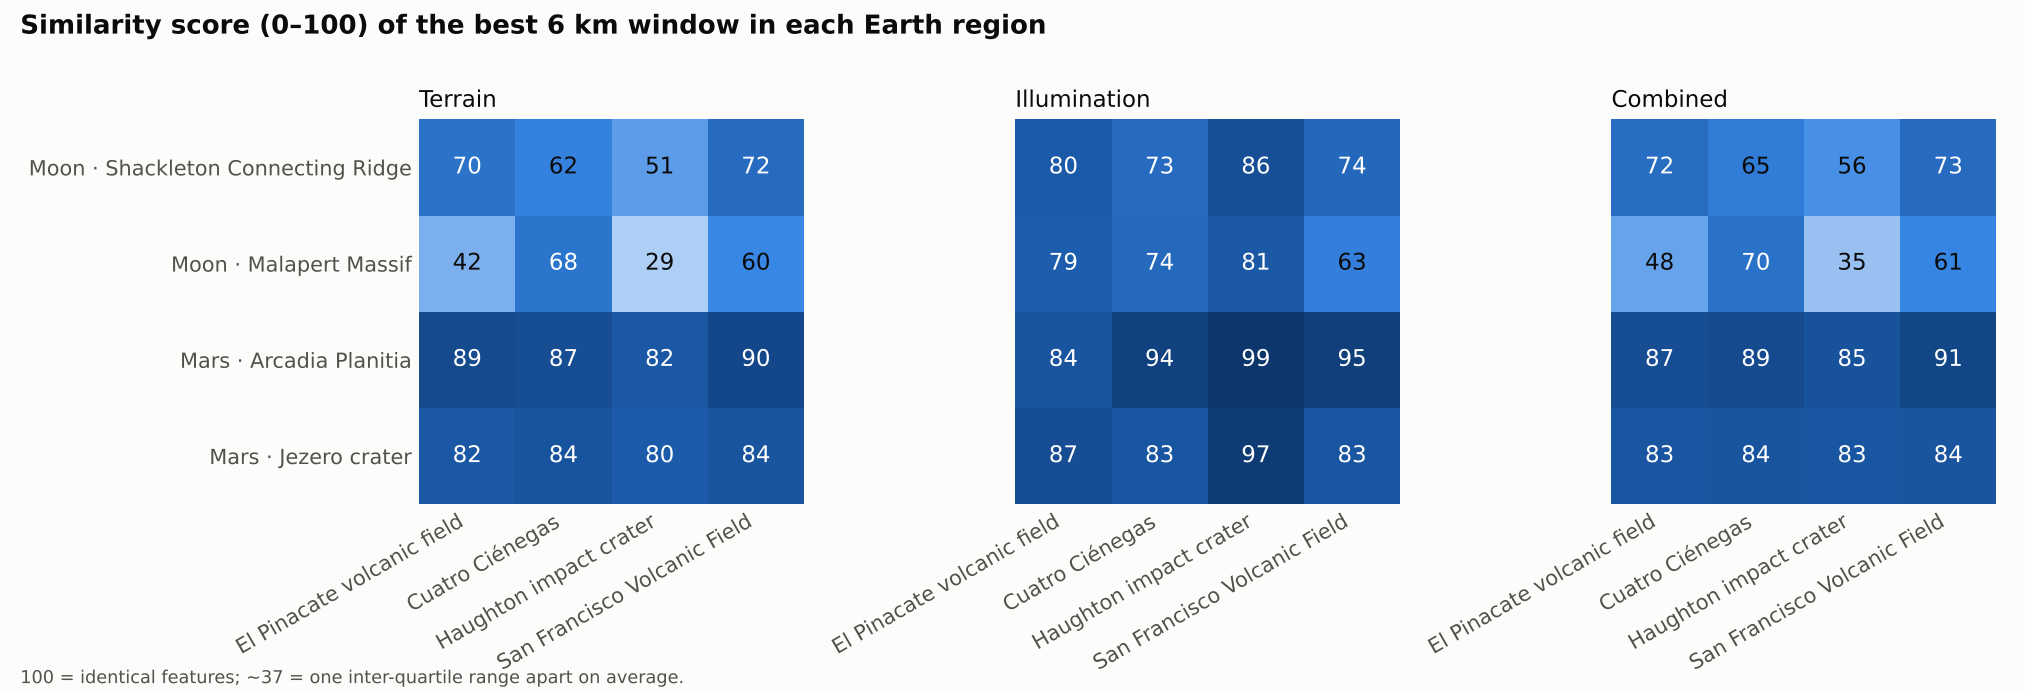 Similarity score (0–100) of the best 6 km window in each Earth region
Terrain
Illumination
Combined
Moon · Shackleton Connecting Ridge
70 62 51 72
80 73 86 74
72 65 56 73
Moon · Malapert Massif
42 68 29 60
79 74 81 63
48 70 35 61
Mars · Arcadia Planitia
89 87 82 90
84 94 99 95
87 89 85 91
Mars · Jezero crater
82 84 80 84
87 83 97 83
83 84 83 84
El Pinacate volcanic field
Cuatro Ciénegas
Haughton impact crater
San Francisco Volcanic Field
El Pinacate volcanic field
Cuatro Ciénegas
Haughton impact crater
San Francisco Volcanic Field
El Pinacate volcanic field
Cuatro Ciénegas
Haughton impact crater
San Francisco Volcanic Field
100 = identical features; ~37 = one inter-quartile range apart on average.